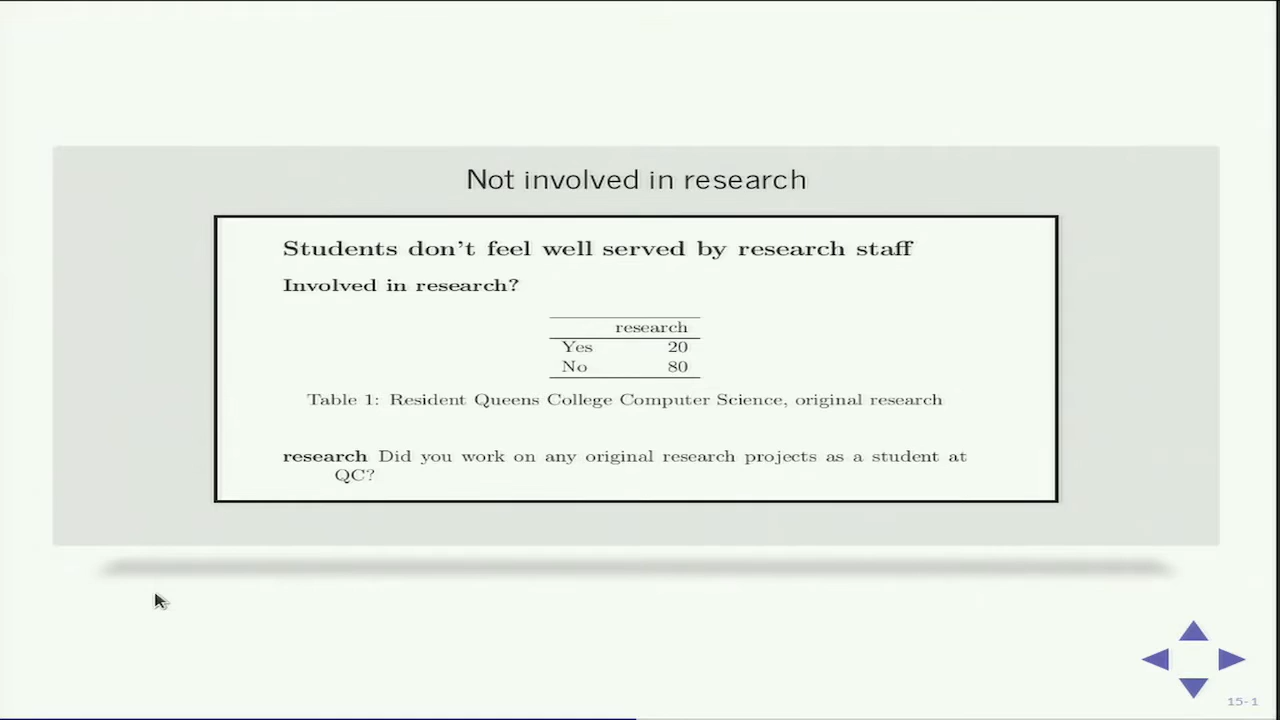 Not involved in research
Students don't feel well served by research staff
Involved in research?
research
Yes 20
No 80
Table 1: Resident Queens College Computer Science, original research
research Did you work on any original research projects as a student at
QC?
15-1